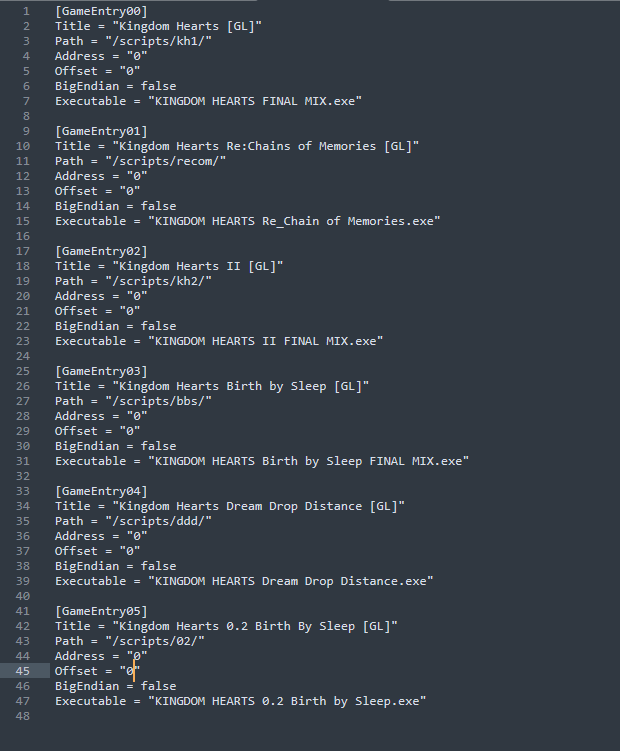 1 [GameEntry00]
2 Title = "Kingdom Hearts [GL]"
3 Path = "/scripts/kh1/"
4 Address = "0"
5 Offset = "0"
6 BigEndian = false
7 Executable = "KINGDOM HEARTS FINAL MIX.exe"
8
9 [GameEntry01]
10 Title = "Kingdom Hearts Re:Chains of Memories [GL]"
11 Path = "/scripts/recom/"
12 Address = "0"
13 Offset = "0"
14 BigEndian = false
15 Executable = "KINGDOM HEARTS Re_Chain of Memories.exe"
16
17 [GameEntry02]
18 Title = "Kingdom Hearts II [GL]"
19 Path = "/scripts/kh2/"
20 Address = "0"
21 Offset = "0"
22 BigEndian = false
23 Executable = "KINGDOM HEARTS II FINAL MIX.exe"
24
25 [GameEntry03]
26 Title = "Kingdom Hearts Birth by Sleep [GL]"
27 Path = "/scripts/bbs/"
28 Address = "0"
29 Offset = "0"
30 BigEndian = false
31 Executable = "KINGDOM HEARTS Birth by Sleep FINAL MIX.exe"
32
33 [GameEntry04]
34 Title = "Kingdom Hearts Dream Drop Distance [GL]"
35 Path = "/scripts/ddd/"
36 Address = "0"
37 Offset = "0"
38 BigEndian = false
39 Executable = "KINGDOM HEARTS Dream Drop Distance.exe"
40
41 [GameEntry05]
42 Title = "Kingdom Hearts 0.2 Birth By Sleep [GL]"
43 Path = "/scripts/02/"
44 Address = "0"
45 Offset = "0"
46 BigEndian = false
47 Executable = "KINGDOM HEARTS 0.2 Birth by Sleep.exe"
48